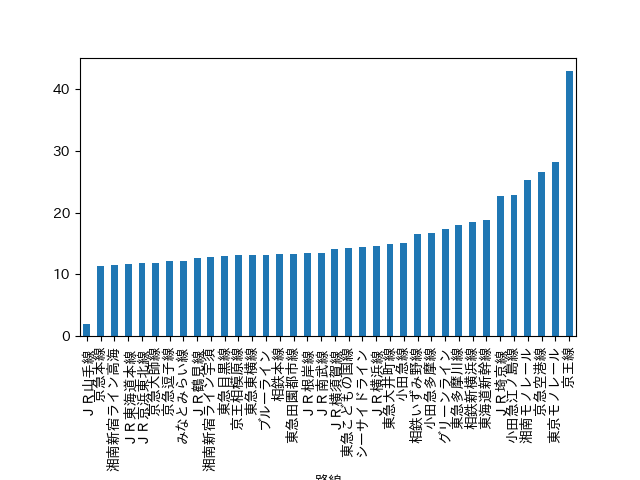 40
30
20
10
0
ＪＲ山手線
京急本線
湘南新宿ライン高海
ＪＲ東海道本線
ＪＲ京浜東北線
京急大師線
京急逗子線
みなとみらい線
ＪＲ鶴見線
湘南新宿ライン宇須
東急目黒線
京王相模原線
東急東横線
ブルーライン
相鉄本線
東急田園都市線
ＪＲ根岸線
ＪＲ南武線
ＪＲ横須賀線
東急こどもの国線
シーサイドライン
ＪＲ横浜線
東急大井町線
小田急線
相鉄いずみ野線
小田急多摩線
グリーンライン
東急多摩川線
相鉄新横浜線
東海道新幹線
ＪＲ埼京線
小田急江ノ島線
湘南モノレール
京急空港線
東京モノレール
京王線
路線